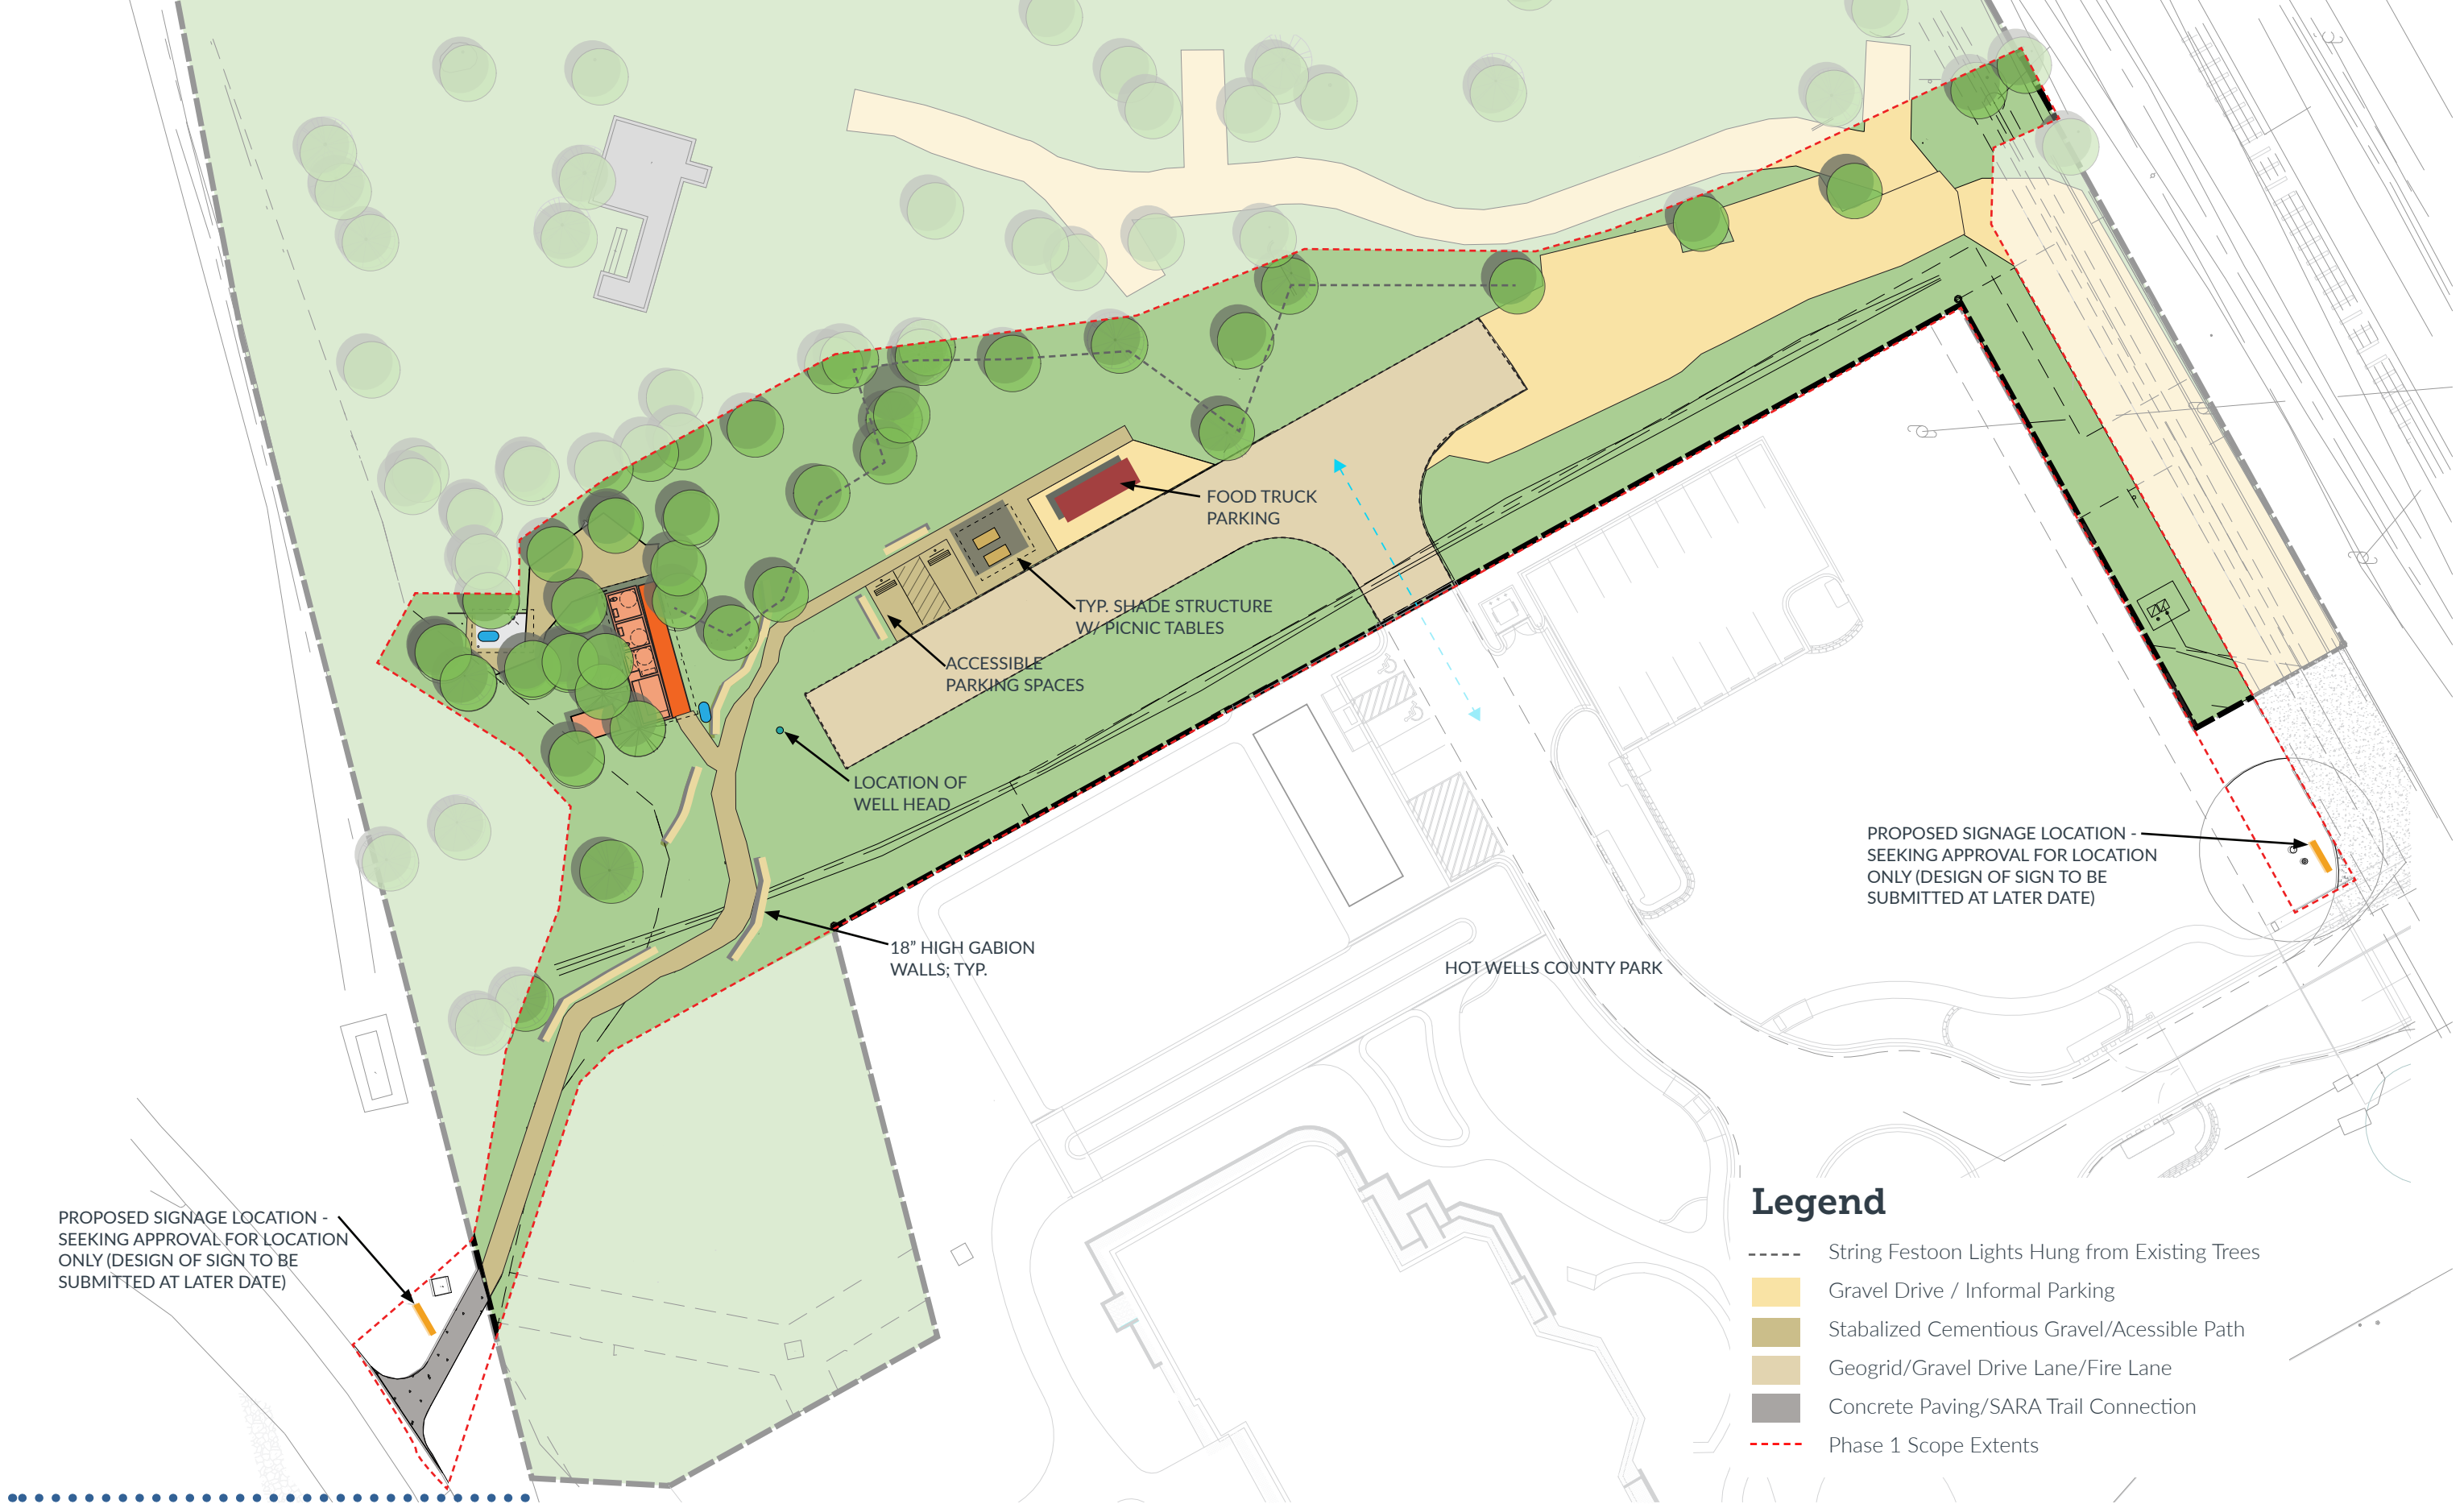 FOOD TRUCK
PARKING
TYP. SHADE STRUCTURE
W/ PICNIC TABLES
ACCESSIBLE
PARKING SPACES
LOCATION OF
WELL HEAD
PROPOSED SIGNAGE LOCATION -
SEEKING APPROVAL FOR LOCATION
ONLY (DESIGN OF SIGN TO BE
SUBMITTED AT LATER DATE)
18” HIGH GABION
WALLS; TYP.
HOT WELLS COUNTY PARK
PROPOSED SIGNAGE LOCATION -
SEEKING APPROVAL FOR LOCATION
ONLY (DESIGN OF SIGN TO BE
SUBMITTED AT LATER DATE)
Legend
String Festoon Lights Hung from Existing Trees
Gravel Drive / Informal Parking
Stabalized Cementious Gravel/Acessible Path
Geogrid/Gravel Drive Lane/Fire Lane
Concrete Paving/SARA Trail Connection
Phase 1 Scope Extents